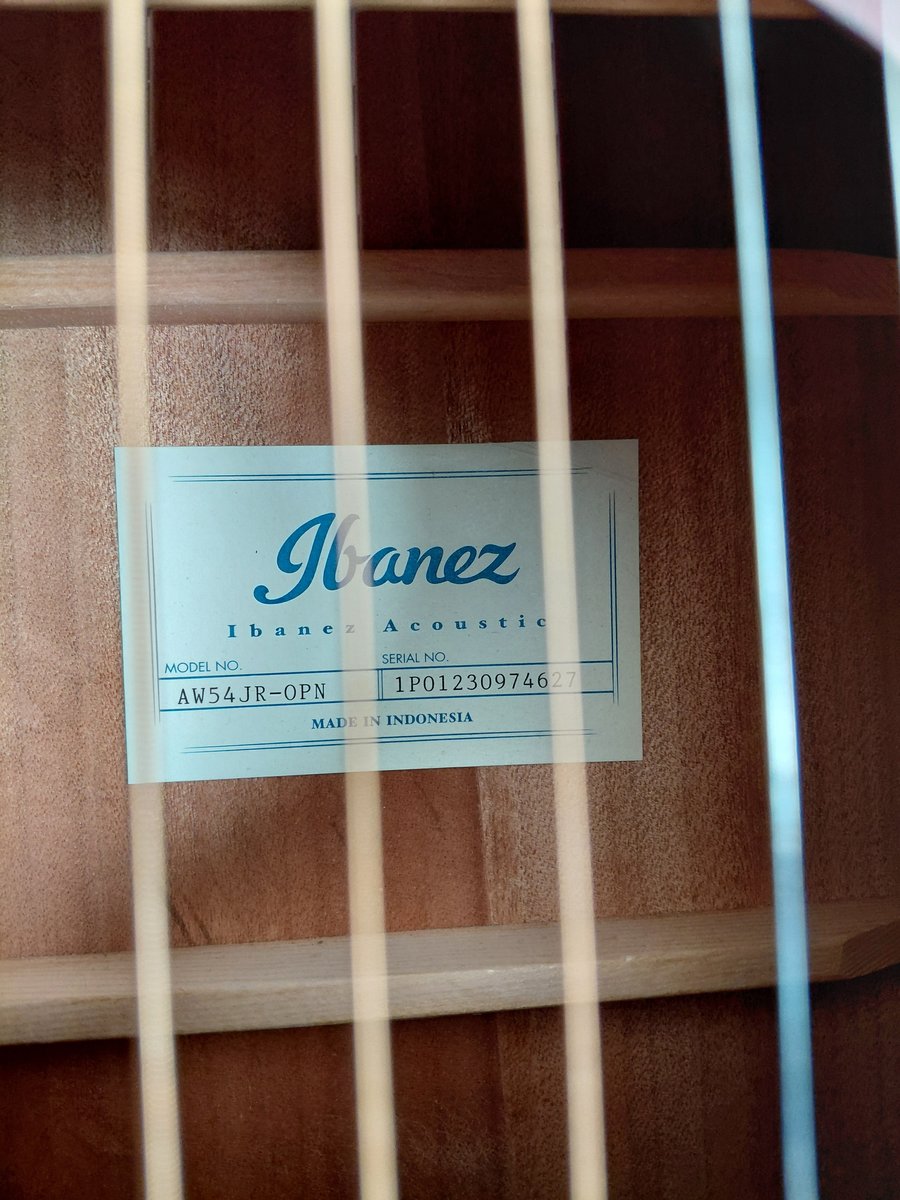 Ibanez
Ibanez Acoustic
MODEL NO. SERIAL NO.
AW54JR-OPN 1P01230974627
MADE IN INDONESIA